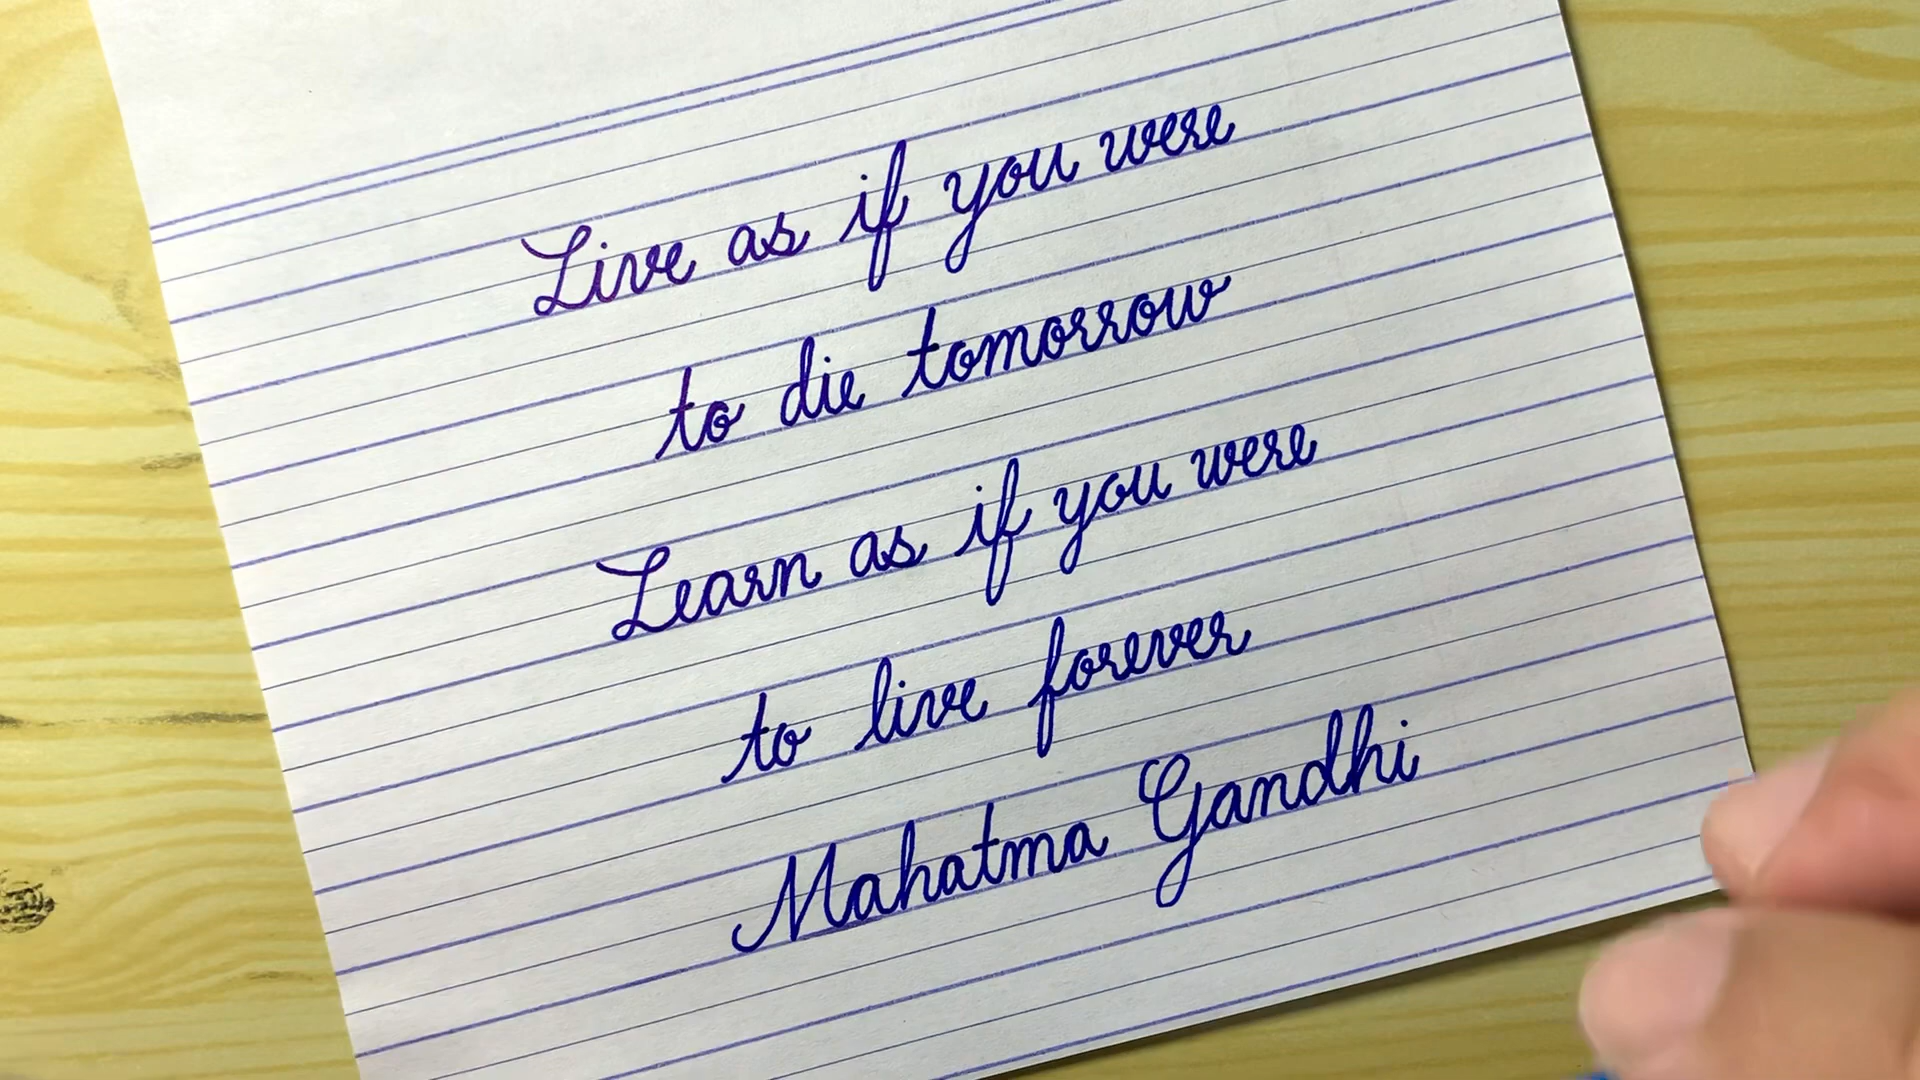 Live as if you were
to die tomorrow
Learn as if you were
to live forever
Mahatma Gandhi